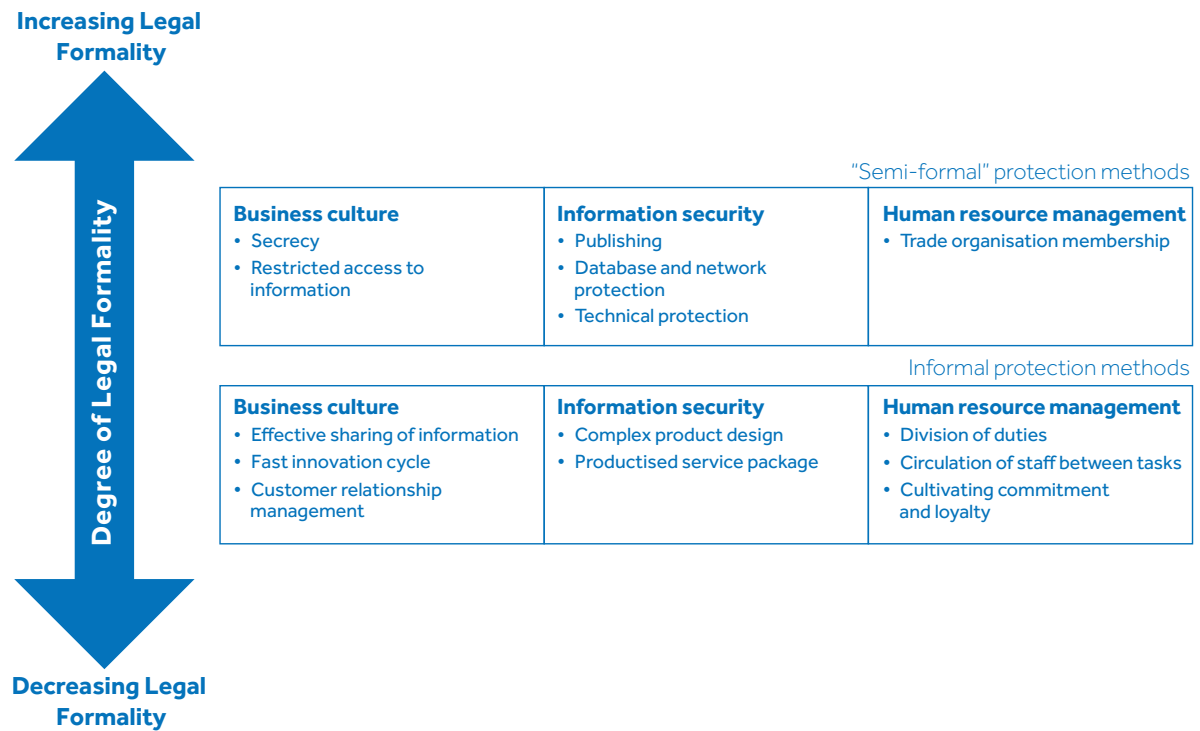 Increasing Legal
Formality
Degree of Legal Formality
Decreasing Legal
Formality
"Semi-formal" protection methods
Business culture
• Secrecy
• Restricted access to
information
Information security
• Publishing
• Database and network
protection
• Technical protection
Human resource management
• Trade organisation membership
Informal protection methods
Business culture
• Effective sharing of information
• Fast innovation cycle
• Customer relationship
management
Information security
• Complex product design
• Productised service package
Human resource management
• Division of duties
• Circulation of staff between tasks
• Cultivating commitment
and loyalty